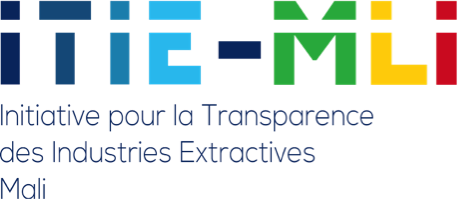 iTiE-MLi
Initiative pour la Transparence
des Industries Extractives
Mali